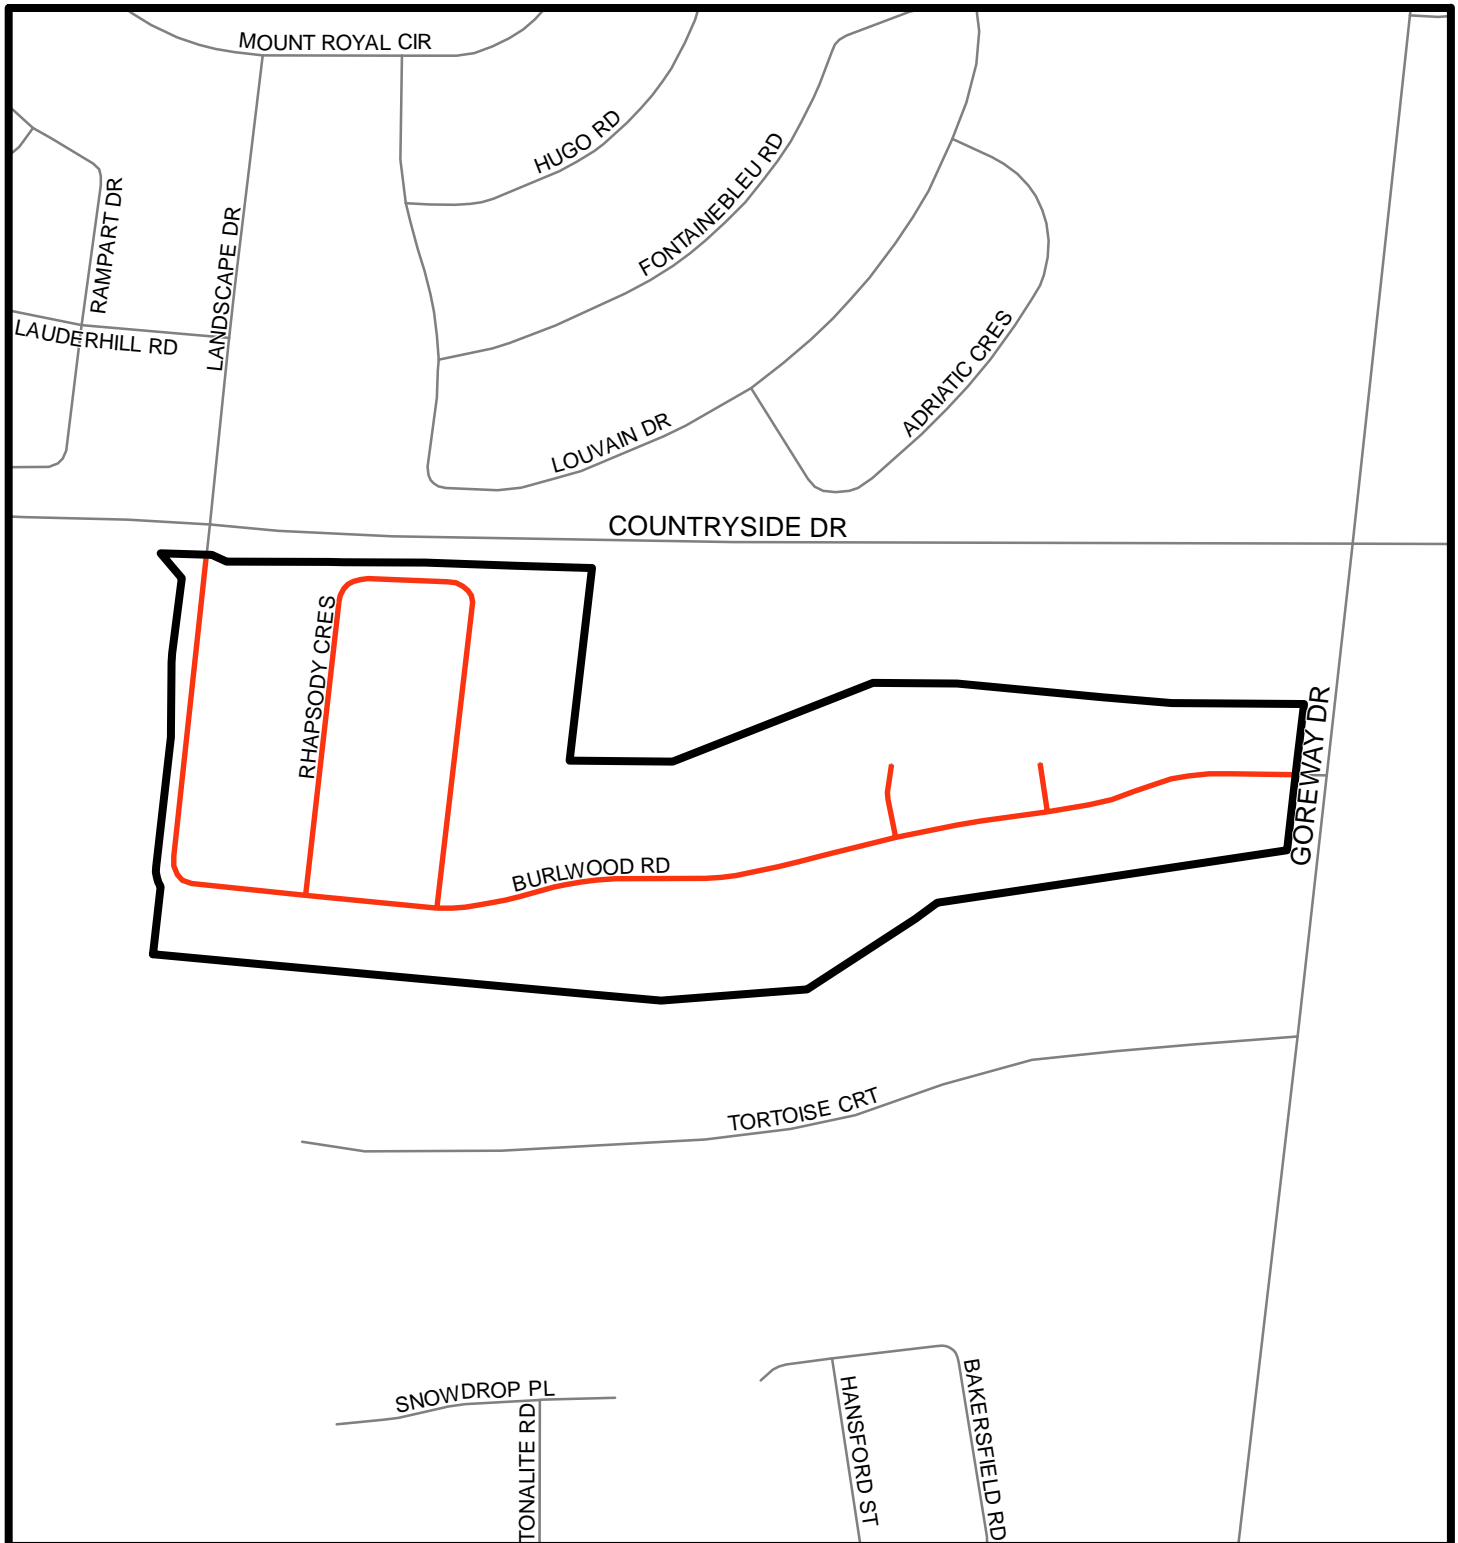 MOUNT ROYAL CIR
HUGO RD
FONTAINEBLEU RD
RAMPART DR
LANDSCAPE DR
LAUDERHILL RD
ADRIATIC CRES
LOUVAIN DR
COUNTRYSIDE DR
RHAPSODY CRES
GOREWAY DR
BURLWOOD RD
TORTOISE CRT
SNOWDROP PL
TONALITE RD
HANSFORD ST
BAKERSFIELD RD